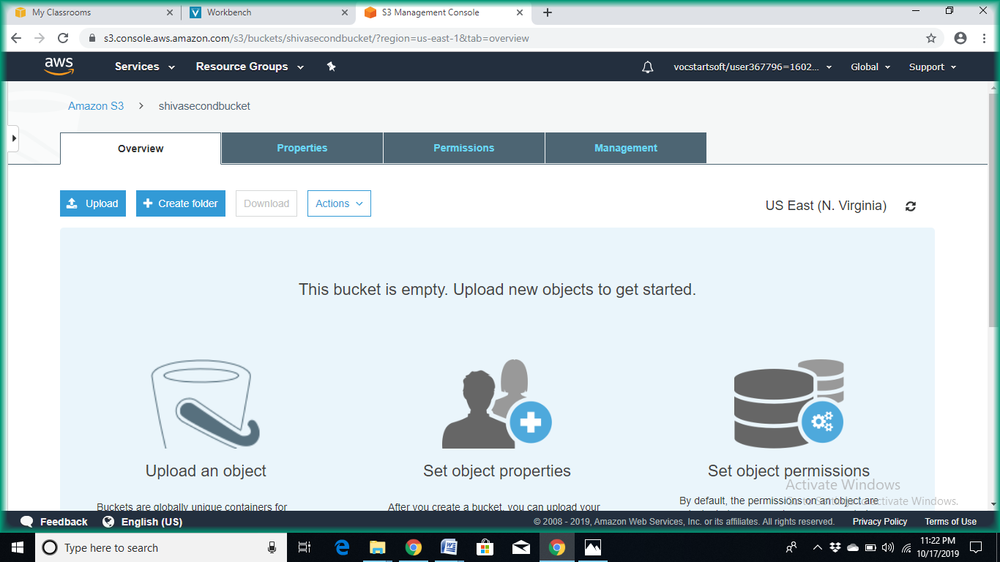 My Classrooms
Workbench
S3 Management Console
s3.console.aws.amazon.com/s3/buckets/shivasecondbucket/?region=us-east-1&tab=overview
aws
Services
Resource Groups
vocstartsoft/user367796=1602...
Global
Support
Amazon S3
shivasecondbucket
Overview
Properties
Permissions
Management
Upload
Create folder
Download
Actions
US East (N. Virginia)
This bucket is empty. Upload new objects to get started.
Upload an object
Set object properties
Set object permissions
Activate Windows
Buckets are globally unique containers for
After you create a bucket, you can upload your
By default, the permissions on an object are
Go to Settings to activate Windows.
Feedback
English (US)
© 2008 - 2019, Amazon Web Services, Inc. or its affiliates. All rights reserved.
Privacy Policy
Terms of Use
Type here to search
11:22 PM
10/17/2019